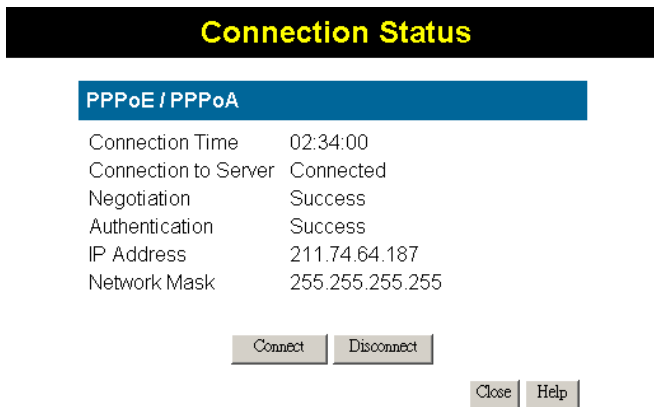 Connection Status
PPPoE / PPPoA
Connection Time 02:34:00
Connection to Server Connected
Negotiation Success
Authentication Success
IP Address 211.74.64.187
Network Mask 255.255.255.255
Connect Disconnect
Close Help